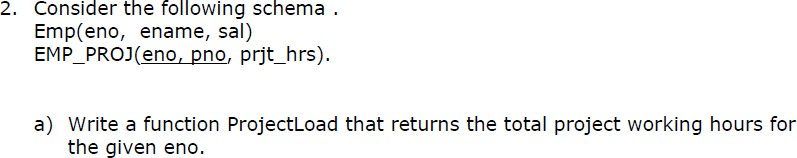 2. Consider the following schema .
Emp(eno, ename, sal)
EMP_PROJ(eno, pno, prjt_hrs).
a) Write a function ProjectLoad that returns the total project working hours for
the given eno.